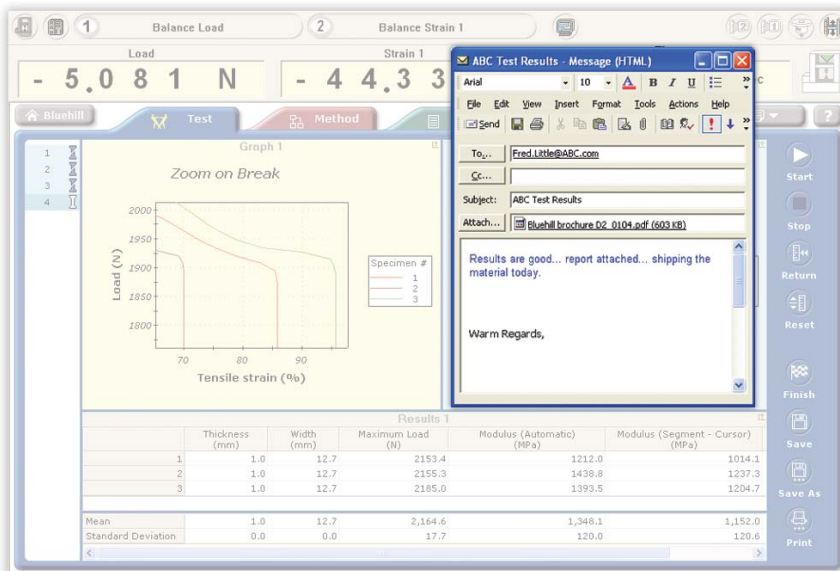 1 Balance Load 2 Balance Strain 1
Load
Strain 1
- 5.081 N
- 44.33
Bluehill
Test
Method
ABC Test Results - Message (HTML)
Arial 10 A B I U
File Edit View Insert Format Tools Actions Help
Send
To...
Fred.Little@ABC.com
Cc...
Subject: ABC Test Results
Attach... Bluehill brochure D2_0104.pdf (603 KB)
Results are good... report attached... shipping the
material today.
Warm Regards,
1
2
3
4
Graph 1
Zoom on Break
Load (N)
2000
1950
1900
1850
1800
70 80 90
Tensile strain (%)
Specimen #
1
2
3
Start
Stop
Return
Reset
Finish
Save
Save As
Print
Results 1
Thickness (mm) Width (mm) Maximum Load (N) Modulus (Automatic) (MPa) Modulus (Segment - Cursor) (MPa)
1 1.0 12.7 2153.4 1212.0 1014.1
2 1.0 12.7 2155.3 1438.8 1237.3
3 1.0 12.7 2185.0 1393.5 1204.7
Mean 1.0 12.7 2,164.6 1,348.1 1,152.0
Standard Deviation 0.0 0.0 17.7 120.0 120.6